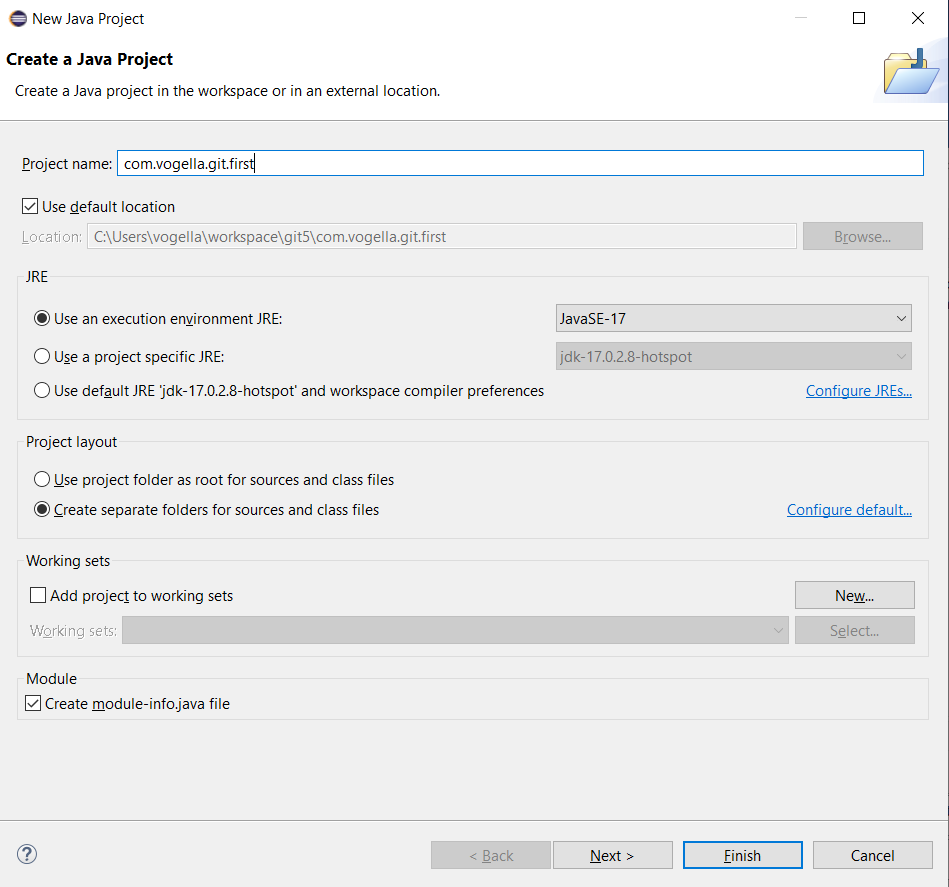 New Java Project
Create a Java Project
Create a Java project in the workspace or in an external location.
Project name: com.vogella.git.first
Use default location
Location: C:\Users\vogella\workspace\git5\com.vogella.git.first Browse...
JRE
Use an execution environment JRE: JavaSE-17
Use a project specific JRE: jdk-17.0.2.8-hotspot
Use default JRE 'jdk-17.0.2.8-hotspot' and workspace compiler preferences Configure JREs...
Project layout
Use project folder as root for sources and class files
Create separate folders for sources and class files Configure default...
Working sets
Add project to working sets New...
Working sets: Select...
Module
Create module-info.java file
? < Back Next > Finish Cancel